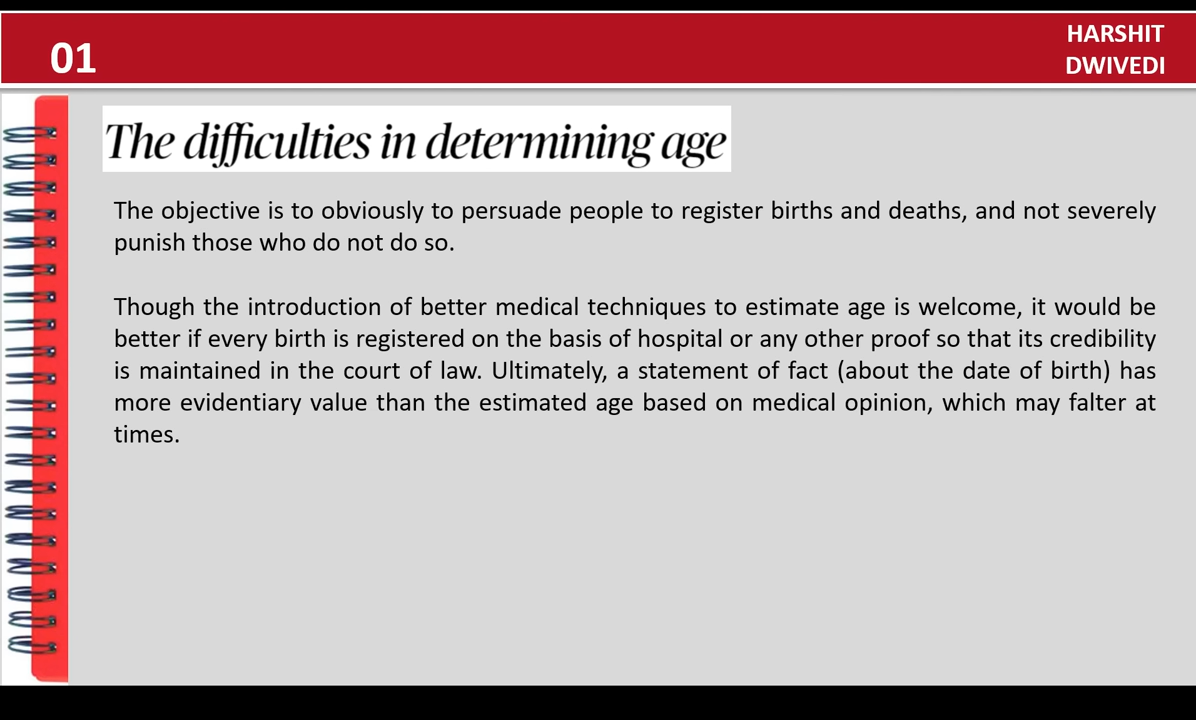 01
HARSHIT
DWIVEDI
The difficulties in determining age
The objective is to obviously to persuade people to register births and deaths, and not severely
punish those who do not do so.
Though the introduction of better medical techniques to estimate age is welcome, it would be
better if every birth is registered on the basis of hospital or any other proof so that its credibility
is maintained in the court of law. Ultimately, a statement of fact (about the date of birth) has
more evidentiary value than the estimated age based on medical opinion, which may falter at
times.